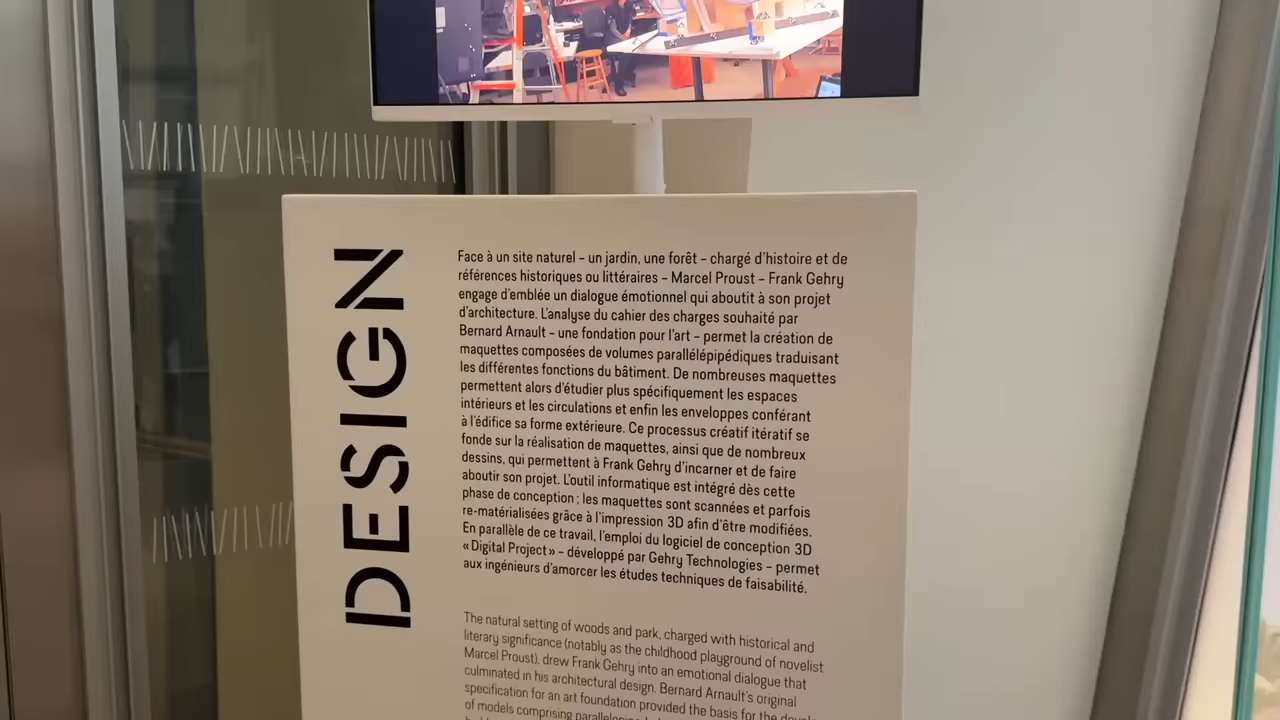 DESIGN
Face à un site naturel – un jardin, une forêt – chargé d'histoire et de
références historiques ou littéraires – Marcel Proust – Frank Gehry
engage d'emblée un dialogue émotionnel qui aboutit à son projet
d'architecture. L'analyse du cahier des charges souhaité par
Bernard Arnault – une fondation pour l'art – permet la création de
maquettes composées de volumes parallélépipédiques traduisant
les différentes fonctions du bâtiment. De nombreuses maquettes
permettent alors d'étudier plus spécifiquement les espaces
intérieurs et les circulations et enfin les enveloppes conférant
à l'édifice sa forme extérieure. Ce processus créatif itératif se
fonde sur la réalisation de maquettes, ainsi que de nombreux
dessins, qui permettent à Frank Gehry d'incarner et de faire
aboutir son projet. L'outil informatique est intégré dès cette
phase de conception ; les maquettes sont scannées et parfois
re-matérialisées grâce à l'impression 3D afin d'être modifiées.
En parallèle de ce travail, l'emploi du logiciel de conception 3D
« Digital Project » – développé par Gehry Technologies – permet
aux ingénieurs d'amorcer les études techniques de faisabilité.
The natural setting of woods and park, charged with historical and
literary significance (notably as the childhood playground of novelist
Marcel Proust), drew Frank Gehry into an emotional dialogue that
culminated in his architectural design. Bernard Arnault's original
specification for an art foundation provided the basis for the
of models comprising